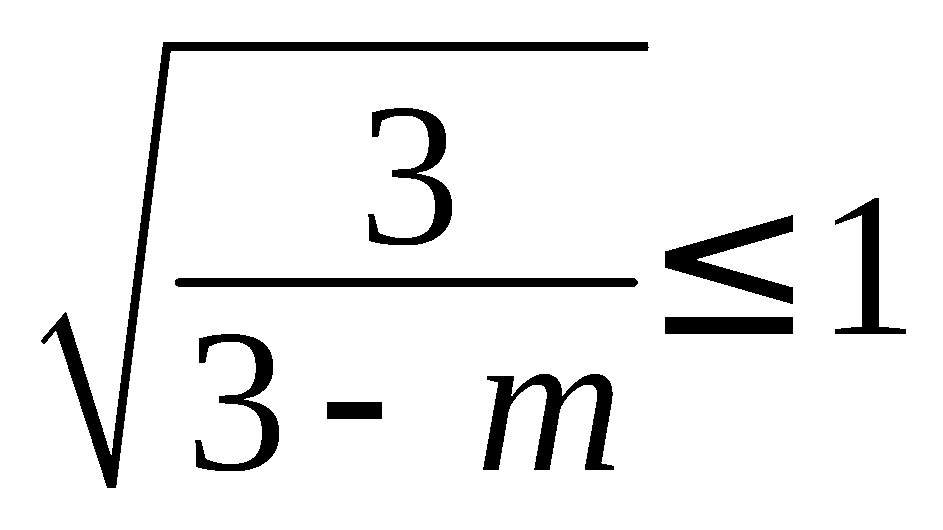 √(3/(3 - m)) ≤ 1